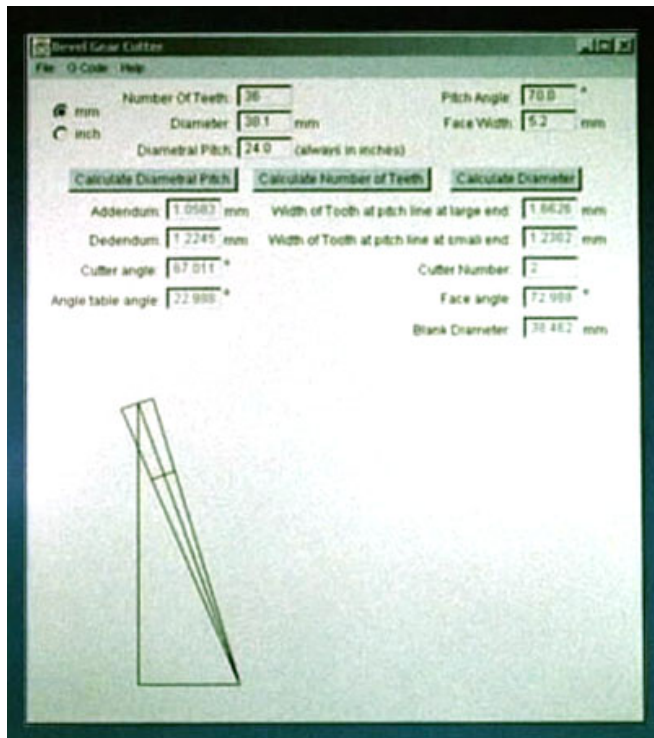 Bevel Gear Cutter
File G Code Help
mm
inch
Number Of Teeth: 36
Pitch Angle: 70.0 °
Diameter: 38.1 mm
Face Width: 5.2 mm
Diametral Pitch: 24.0 (always in inches)
Calculate Diametral Pitch Calculate Number of Teeth Calculate Diameter
Addendum: 1.0583 mm Width of Tooth at pitch line at large end: 1.6626 mm
Dedendum: 1.2245 mm Width of Tooth at pitch line at small end: 1.2362 mm
Cutter angle: 67.011 ° Cutter Number: 2
Angle table angle: 22.988 ° Face angle: 72.988 °
Blank Diameter: 38.462 mm